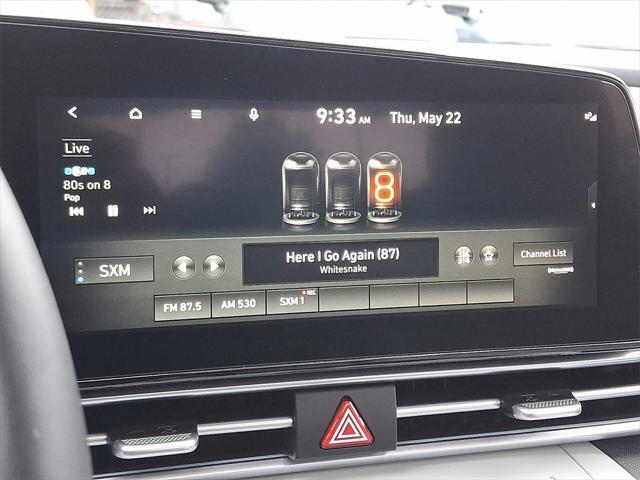 9:33 AM Thu, May 22
Live
80s on 8
Pop
8
SXM
Here I Go Again (87)
Whitesnake
Channel List
FM 87.5 AM 530 SXM 1 REC